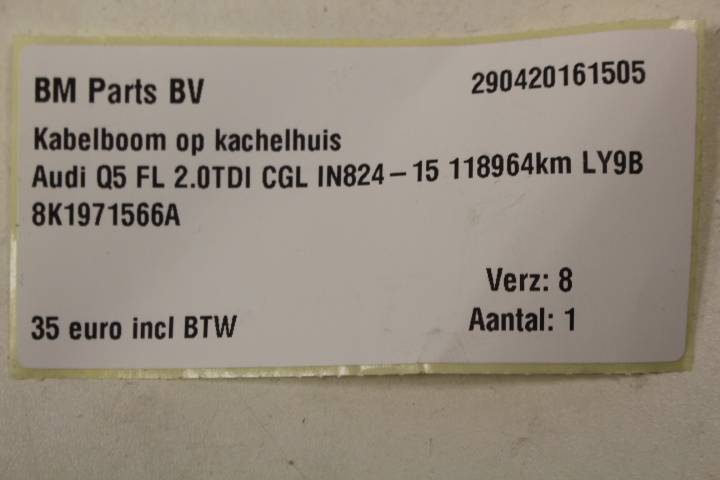 BM Parts BV 290420161505
Kabelboom op kachelhuis
Audi Q5 FL 2.0TDI CGL IN824-15 118964km LY9B
8K1971566A
Verz: 8
35 euro incl BTW Aantal: 1